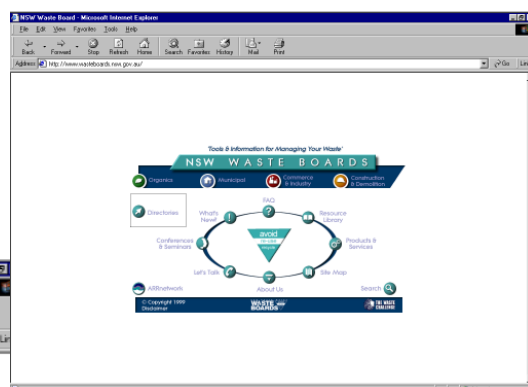 NSW Waste Board - Microsoft Internet Explorer
File Edit View Favorites Tools Help
Back Forward Stop Refresh Home Search Favorites History Mail Print
Address http://www.wasteboards.nsw.gov.au/ Go Lin
Tools & Information for Managing Your Waste
NSW WASTE BOARDS
Organics Municipal Commerce & Industry Construction & Demolition
Directories
What's New!
FAQ
Resource Library
Conferences & Seminars
avoid
Products & Services
Let's Talk
About Us
Site Map
ARRnetwork
Search
© Copyright 1999
Disclaimer
WASTE BOARDS
THE WASTE CHALLENGE
Lin